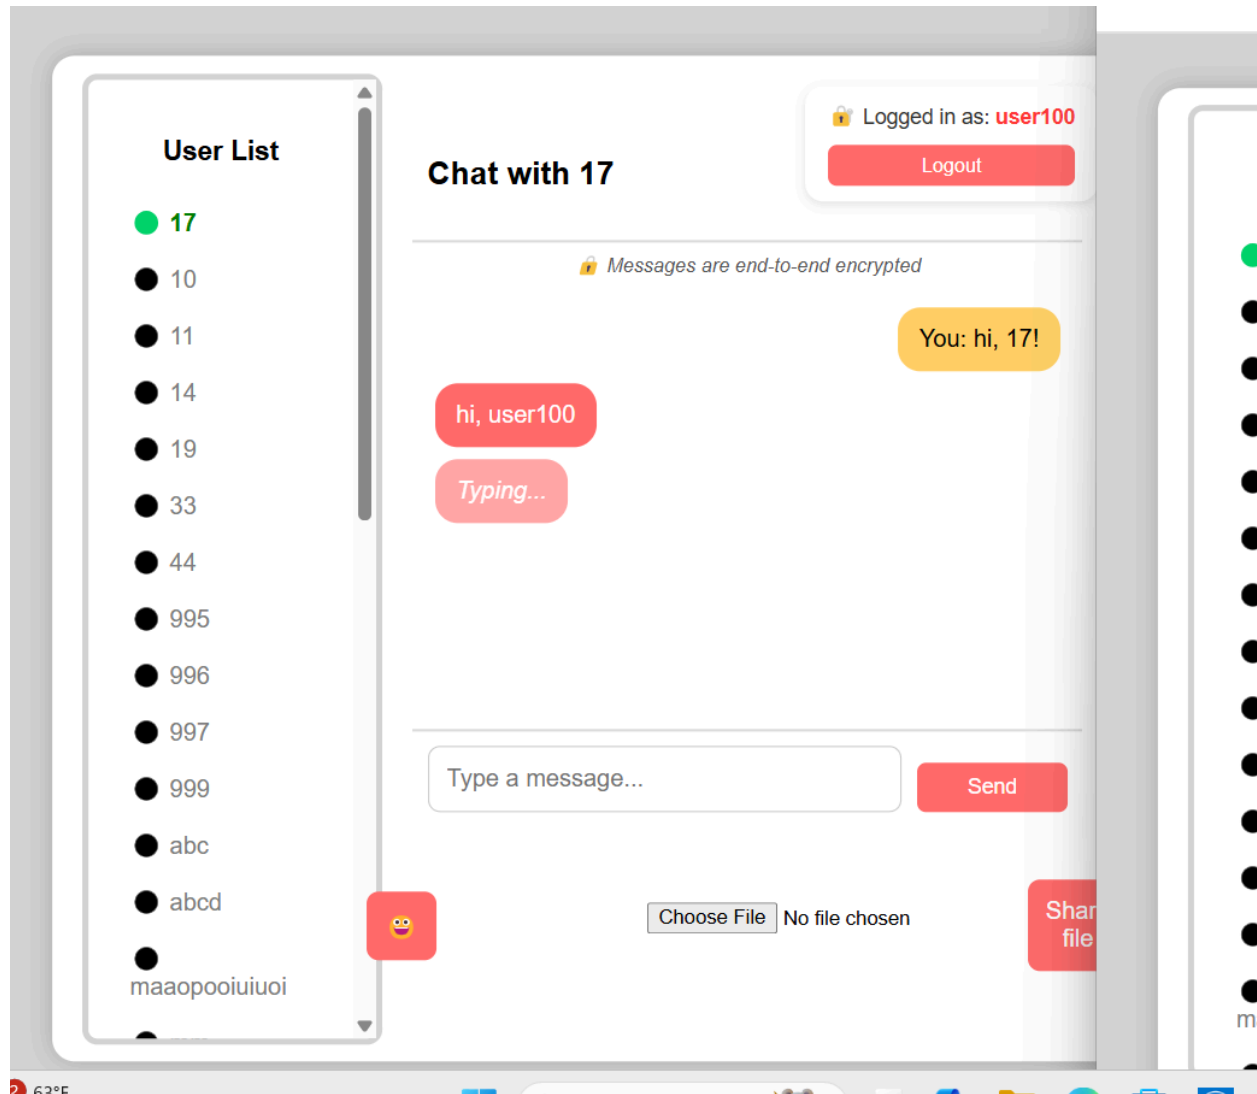 User List
17
10
11
14
19
33
44
995
996
997
999
abc
abcd
maaopooiuiuoi
Chat with 17
Logged in as: user100
Logout
Messages are end-to-end encrypted
You: hi, 17!
hi, user100
Typing...
Type a message...
Send
Choose File No file chosen
Shar
file
m
2
63°F